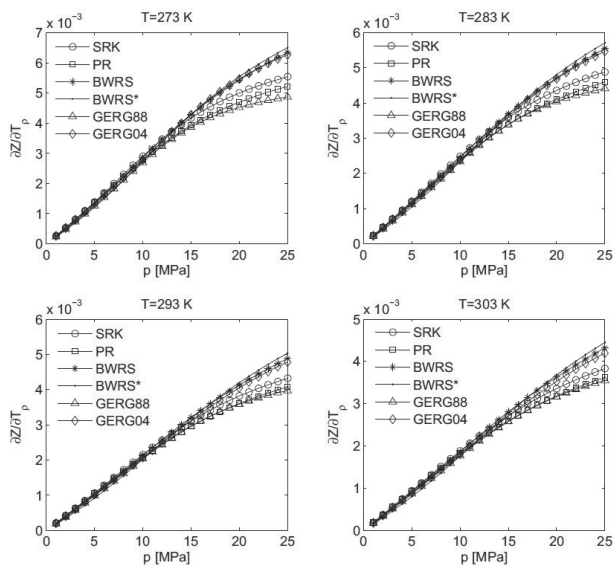 T=273 K
x 10⁻³
7
6
5
4
3
2
1
0
∂Z/∂T_ρ
SRK
PR
BWRS
BWRS*
GERG88
GERG04
0 5 10 15 20 25
p [MPa]
T=283 K
x 10⁻³
6
5
4
3
2
1
0
∂Z/∂T_ρ
SRK
PR
BWRS
BWRS*
GERG88
GERG04
0 5 10 15 20 25
p [MPa]
T=293 K
x 10⁻³
6
5
4
3
2
1
0
∂Z/∂T_ρ
SRK
PR
BWRS
BWRS*
GERG88
GERG04
0 5 10 15 20 25
p [MPa]
T=303 K
x 10⁻³
5
4
3
2
1
0
∂Z/∂T_ρ
SRK
PR
BWRS
BWRS*
GERG88
GERG04
0 5 10 15 20 25
p [MPa]